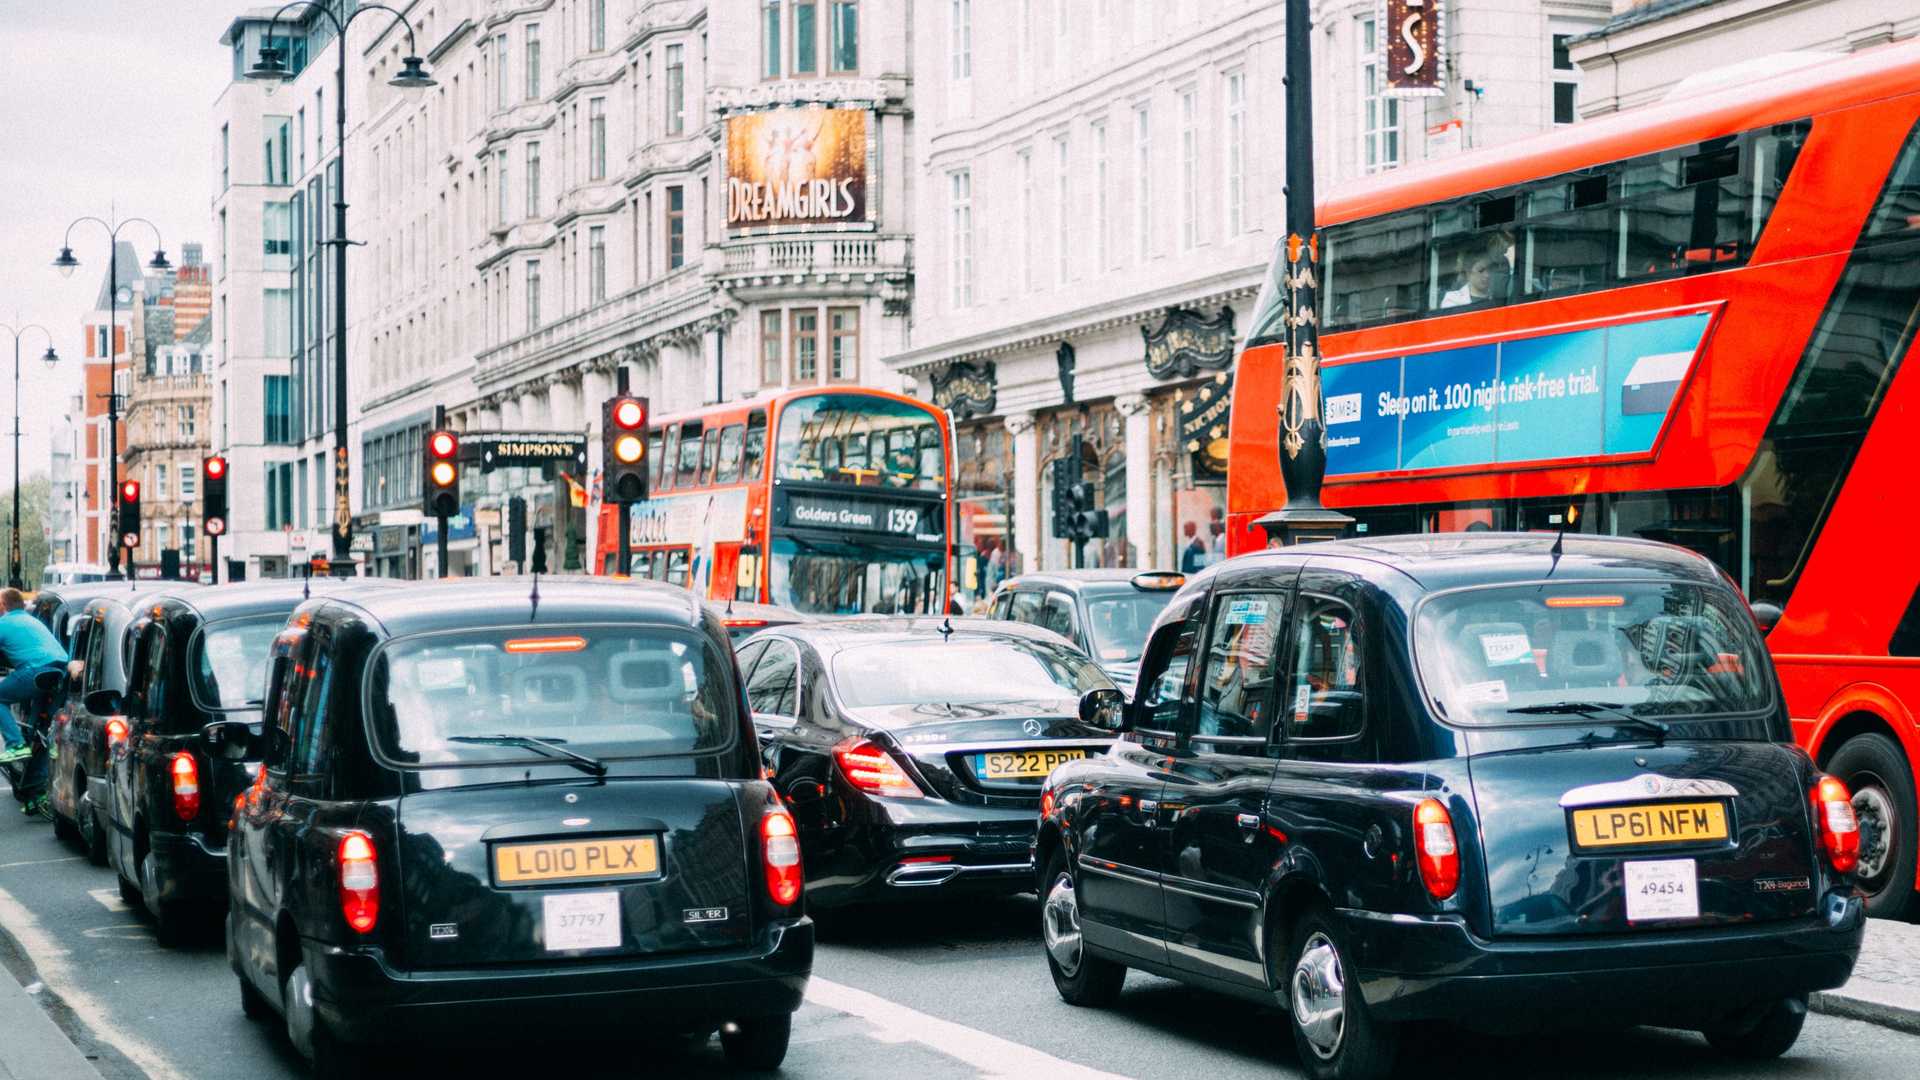 SAVOY THEATRE
DREAMGIRLS
S
SIMPSON'S
Golders Green 139
SIMBA
Sleep on it. 100 night risk-free trial.
S222
LO10 PLX
37797
TX4
SILVER
LP61 NFM
49454
TX4 Elegance